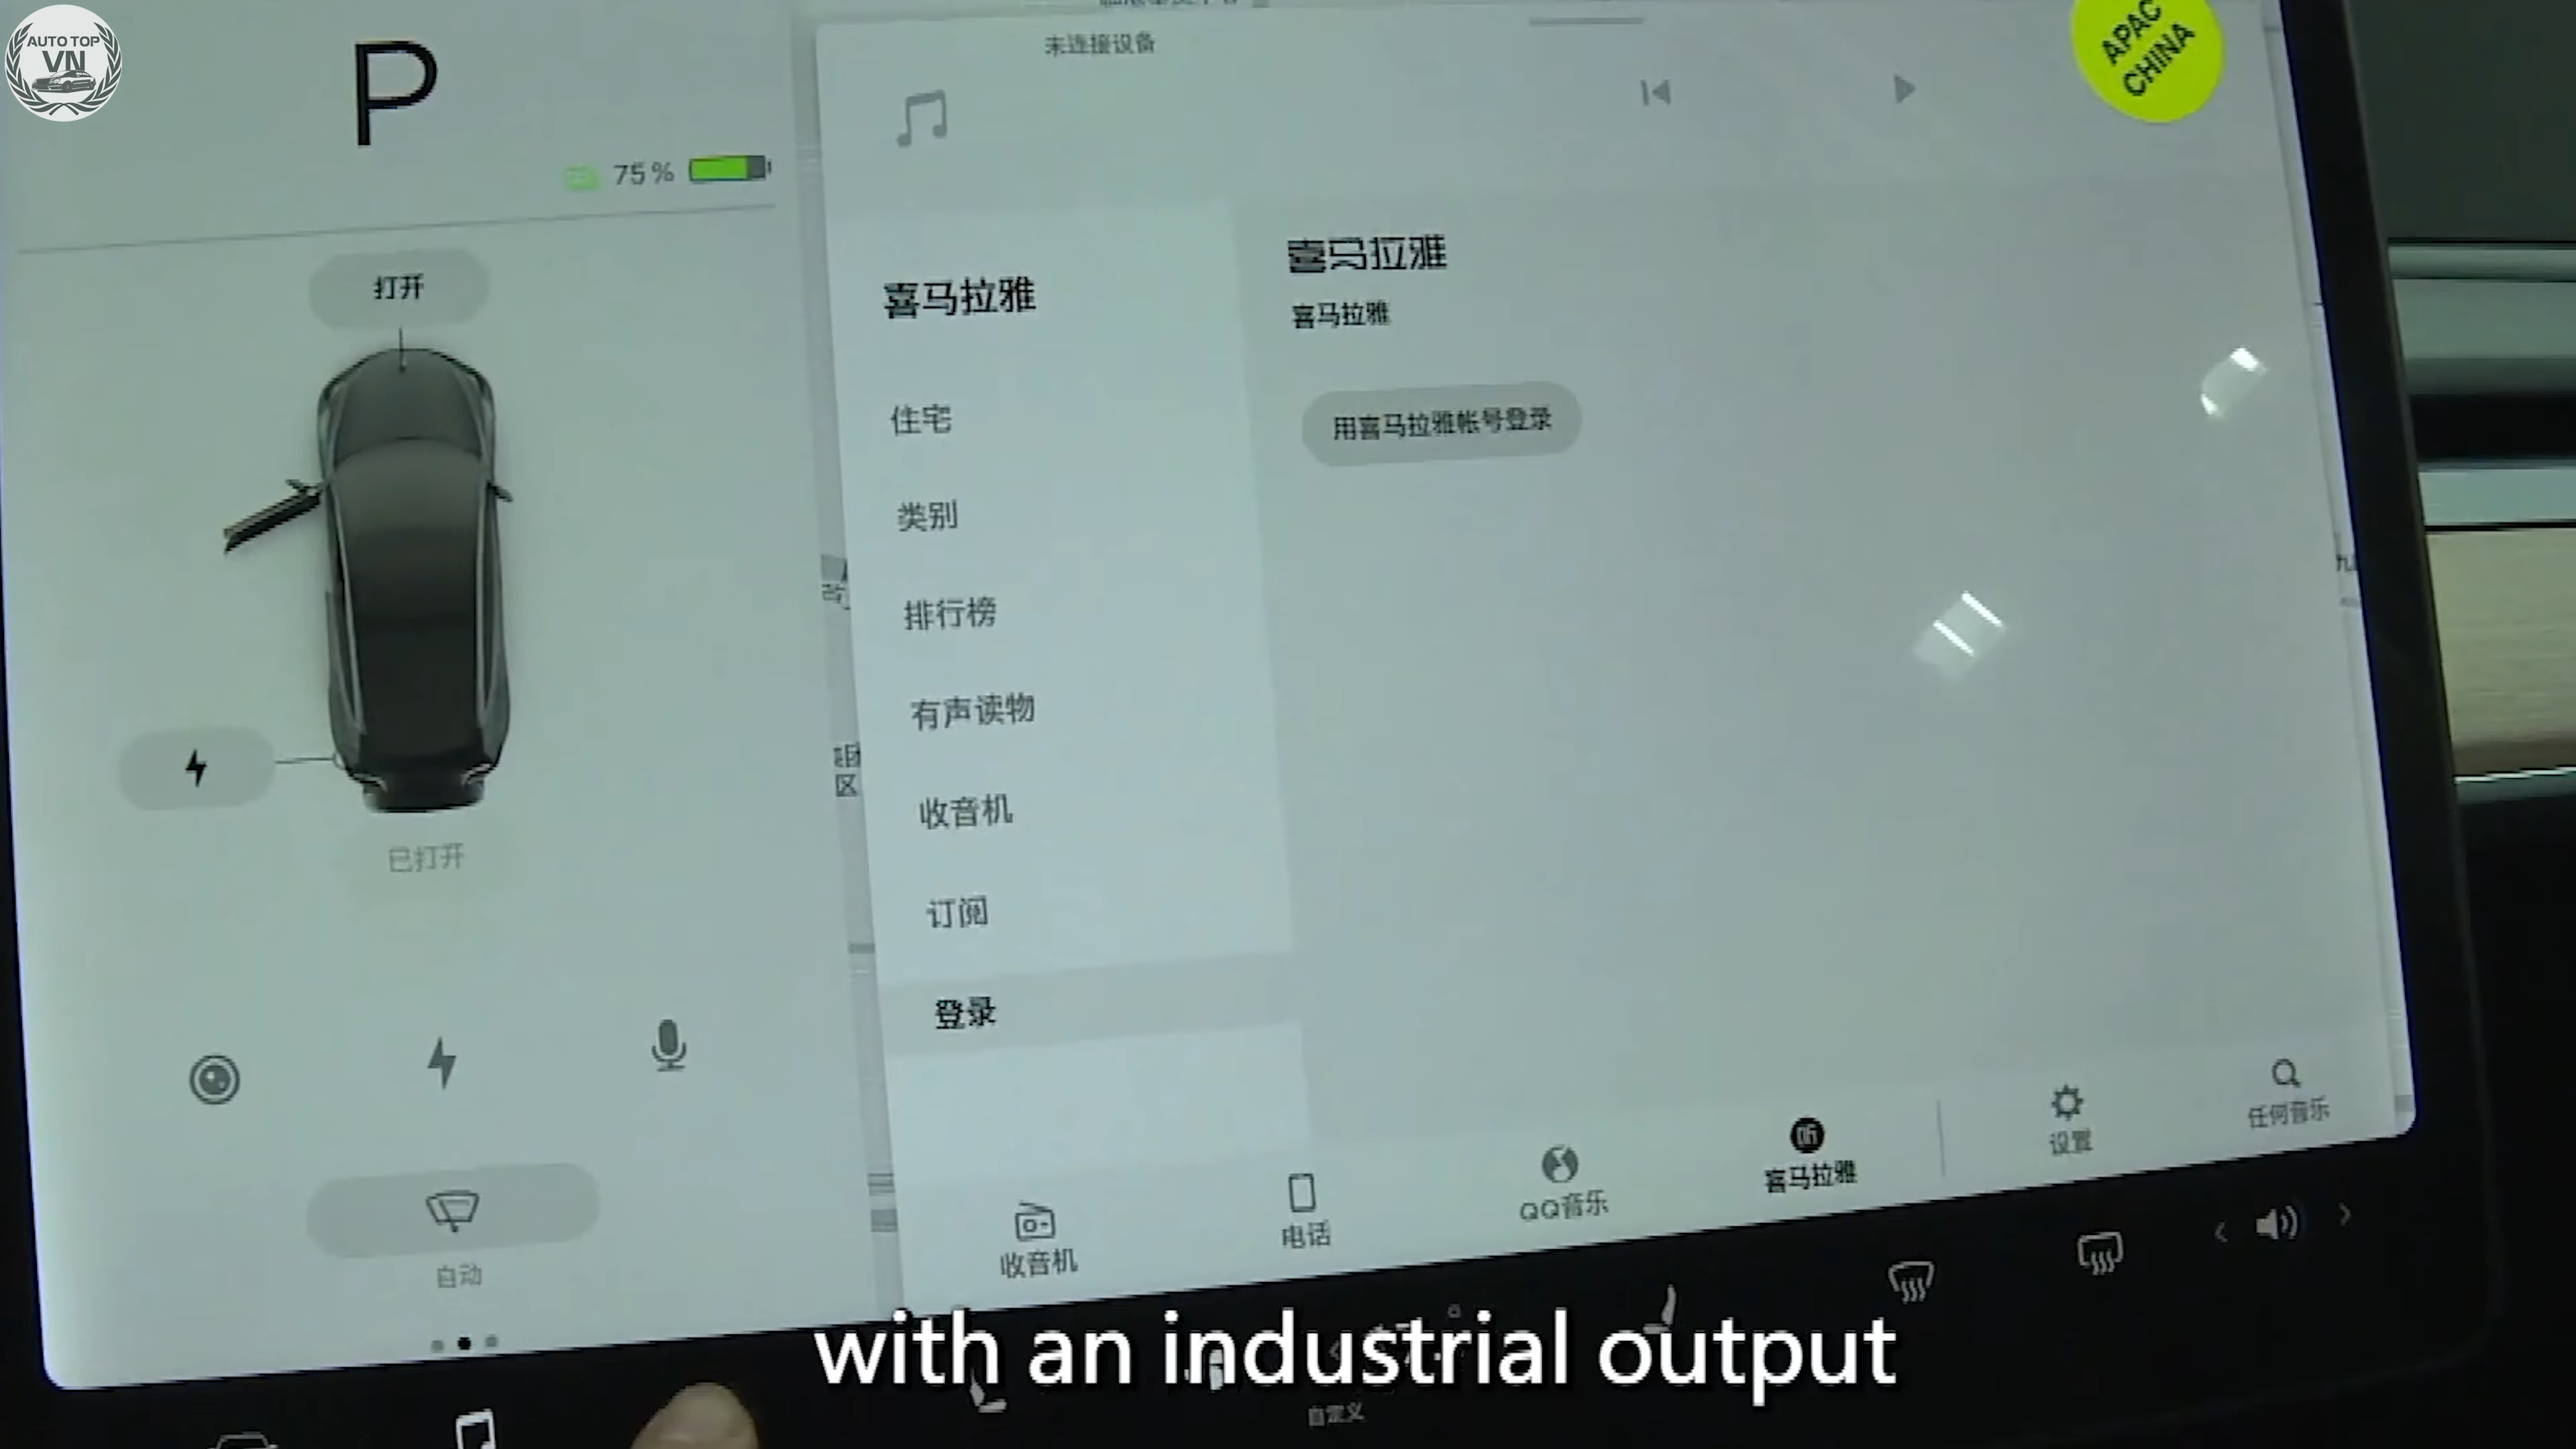 AUTO TOP
VN
P
75%
打开
已打开
自动
未连接设备
APAC
CHINA
喜马拉雅
住宅
类别
排行榜
有声读物
收音机
订阅
登录
喜马拉雅
喜马拉雅
用喜马拉雅帐号登录
区
收音机
电话
QQ音乐
听
喜马拉雅
设置
任何音乐
with an industrial output
自定义